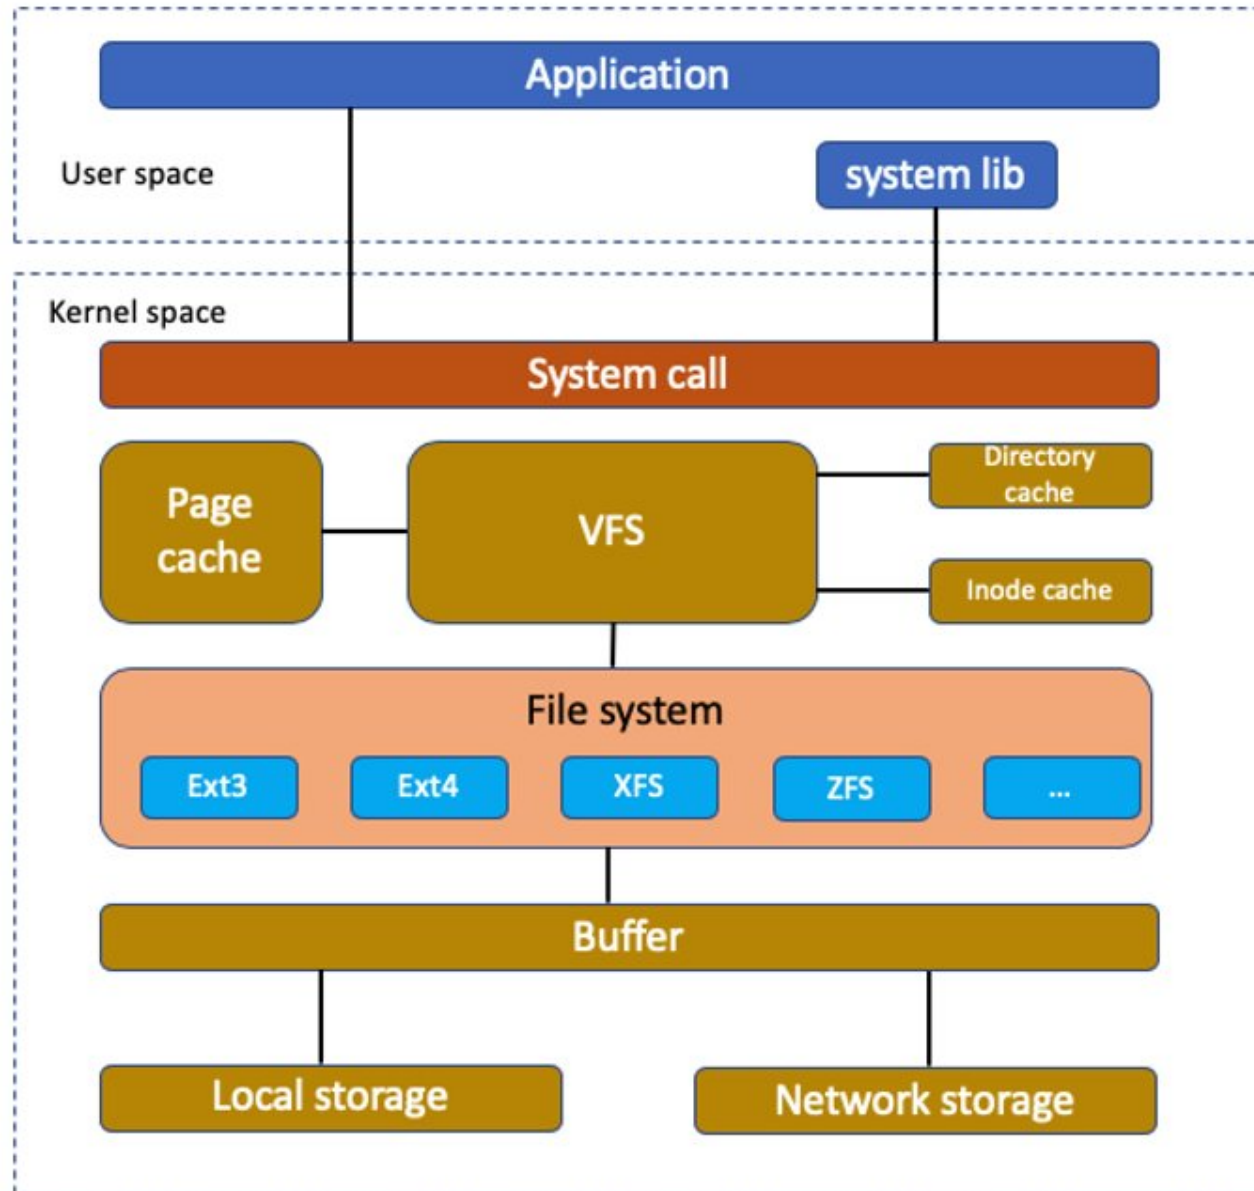 Application
User space
system lib
Kernel space
System call
Page
cache
VFS
Directory
cache
Inode cache
File system
Ext3
Ext4
XFS
ZFS
...
Buffer
Local storage
Network storage